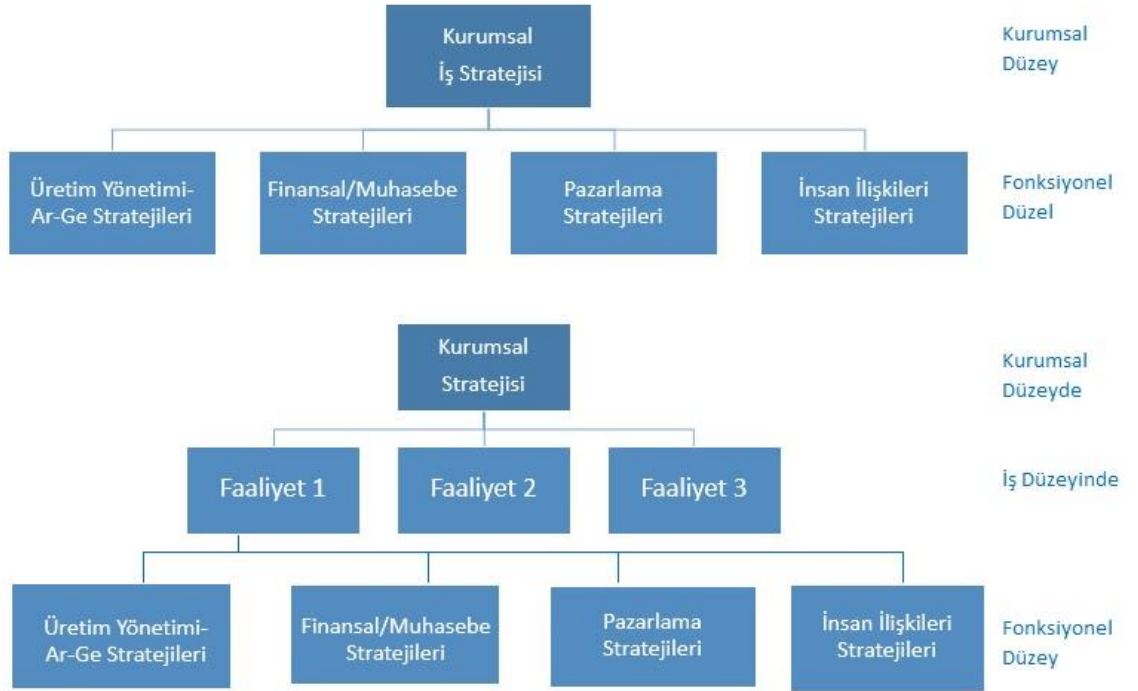 Kurumsal
İş Stratejisi
Kurumsal
Düzey
Üretim Yönetimi-
Ar-Ge Stratejileri
Finansal/Muhasebe
Stratejileri
Pazarlama
Stratejileri
İnsan İlişkileri
Stratejileri
Fonksiyonel
Düzel
Kurumsal
Stratejisi
Kurumsal
Düzeyde
Faaliyet 1
Faaliyet 2
Faaliyet 3
İş Düzeyinde
Üretim Yönetimi-
Ar-Ge Stratejileri
Finansal/Muhasebe
Stratejileri
Pazarlama
Stratejileri
İnsan İlişkileri
Stratejileri
Fonksiyonel
Düzey